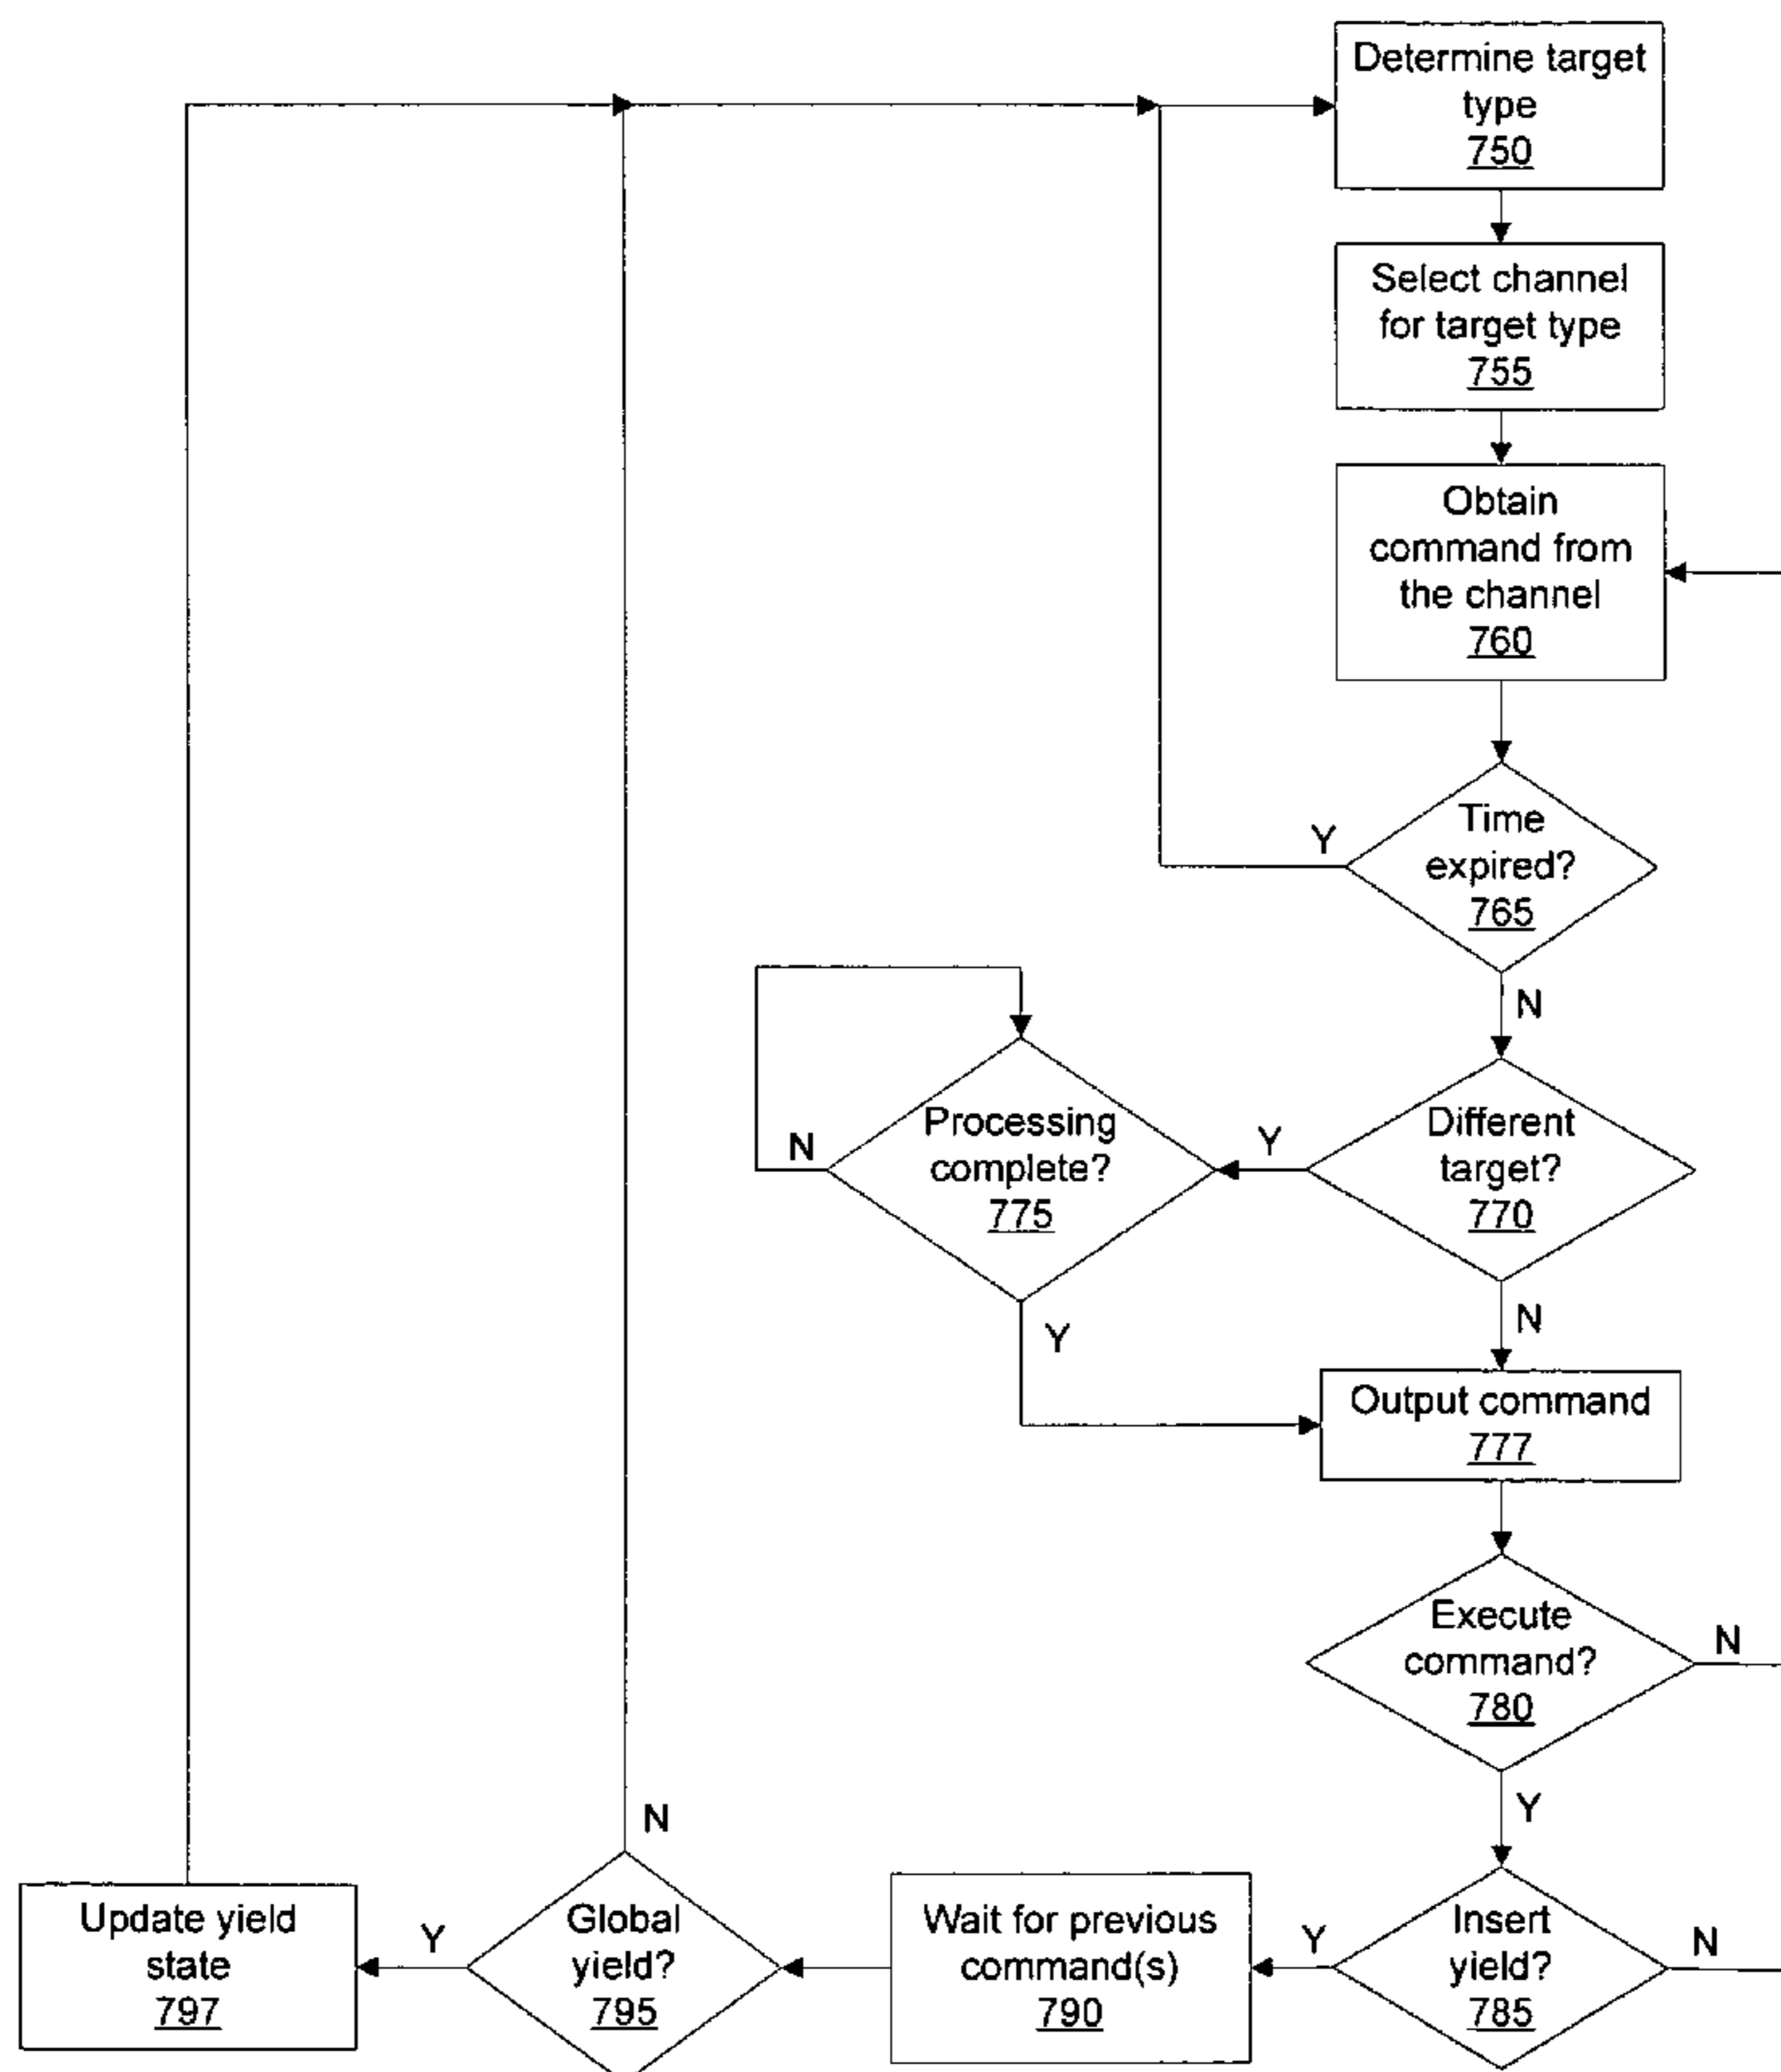 Determine target
type
750
Select channel
for target type
755
Obtain
command from
the channel
760
Time
expired?
765
Y
N
Different
target?
770
Y
N
Processing
complete?
775
N
Y
Output command
777
Execute
command?
780
N
Y
Insert
yield?
785
N
Y
Wait for previous
command(s)
790
Global
yield?
795
N
Y
Update yield
state
797